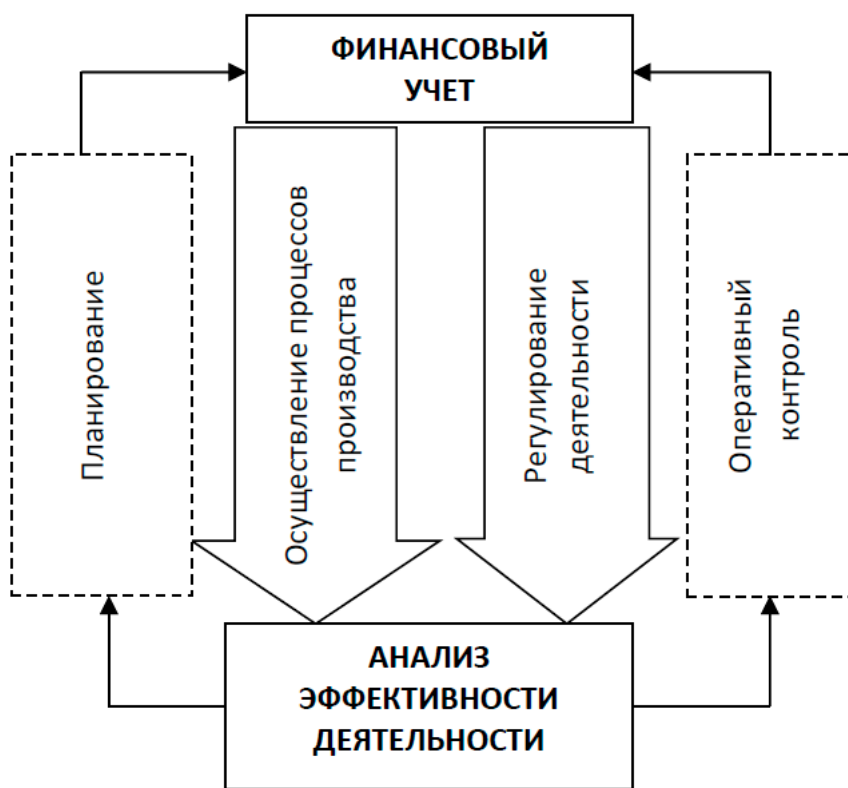 ФИНАНСОВЫЙ
УЧЕТ
Планирование
Осуществление процессов
производства
Регулирование
деятельности
Оперативный
контроль
АНАЛИЗ
ЭФФЕКТИВНОСТИ
ДЕЯТЕЛЬНОСТИ